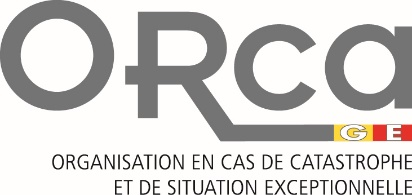 ORCA
GE
ORGANISATION EN CAS DE CATASTROPHE
ET DE SITUATION EXCEPTIONNELLE